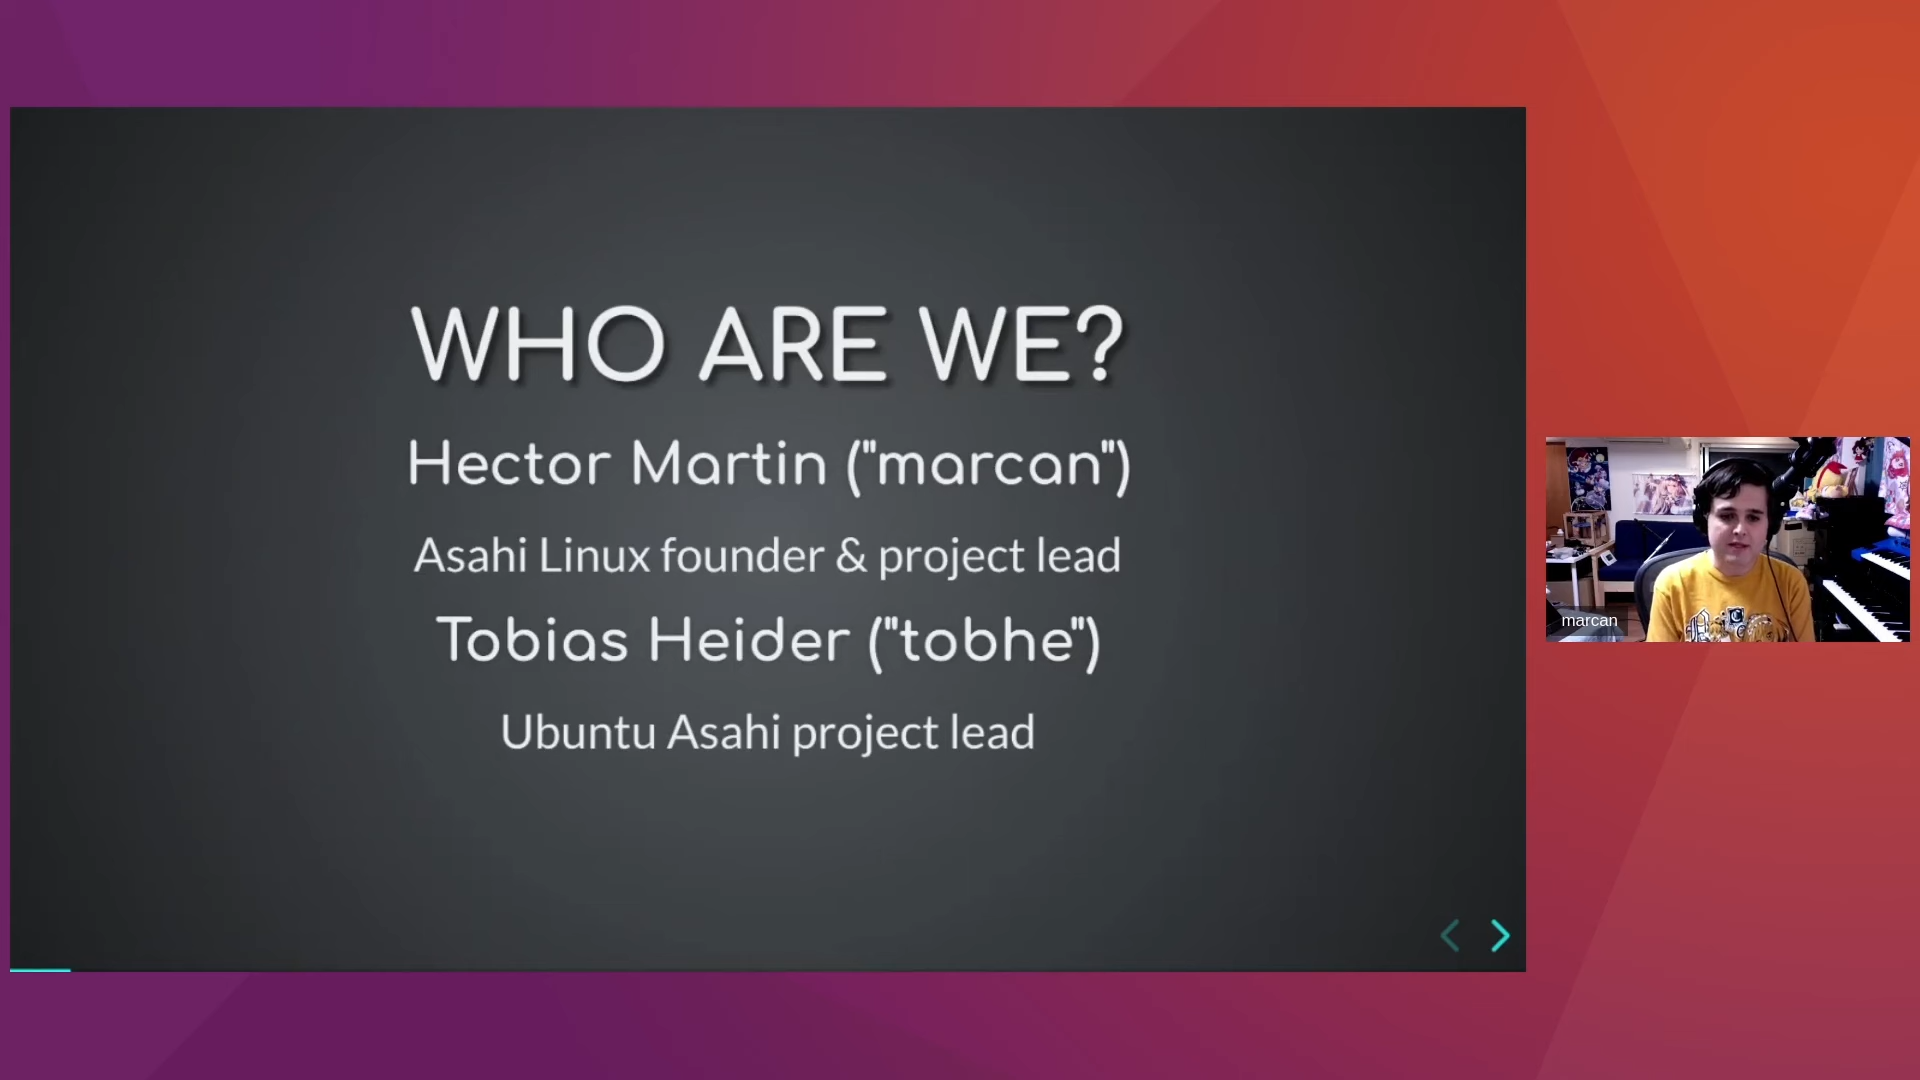 WHO ARE WE?
Hector Martin ("marcan")
Asahi Linux founder & project lead
Tobias Heider ("tobhe")
Ubuntu Asahi project lead
marcan